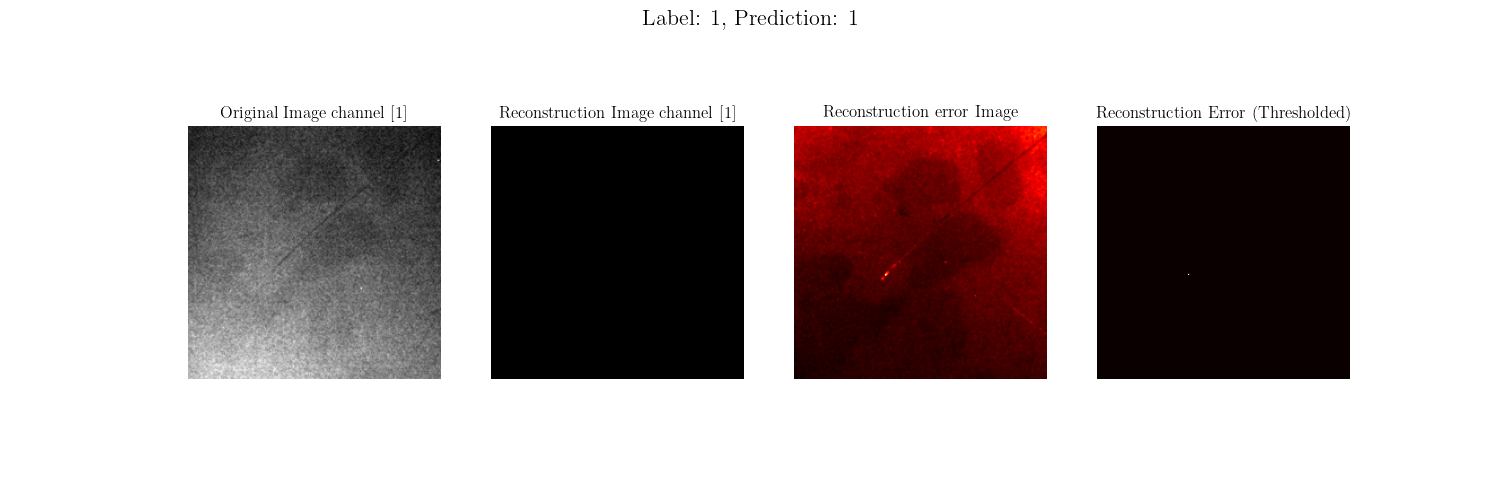 Label: 1, Prediction: 1
Original Image channel [1]
Reconstruction Image channel [1]
Reconstruction error Image
Reconstruction Error (Thresholded)